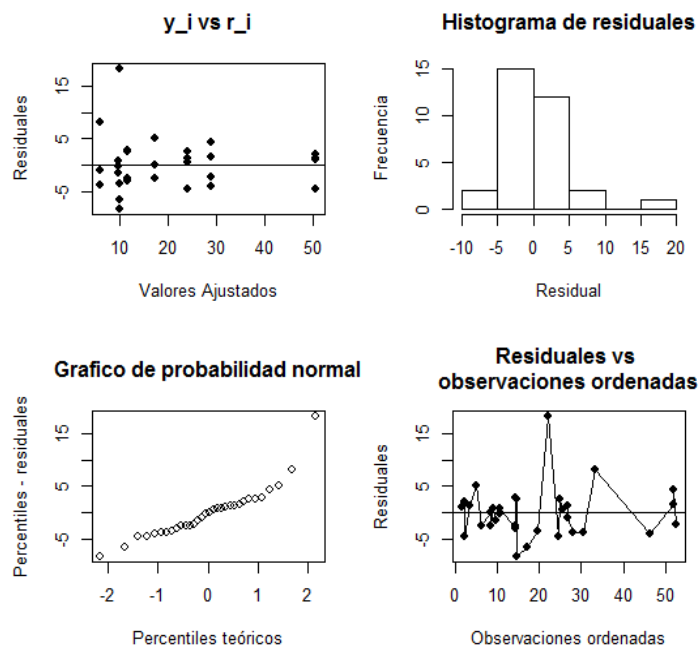 y_i vs r_i
Residuales
15
5
-5
10
20
30
40
50
Valores Ajustados
Histograma de residuales
Frecuencia
15
10
5
0
-10
-5
0
5
10
15
20
Residual
Grafico de probabilidad normal
Percentiles - residuales
15
5
-5
-2
-1
0
1
2
Percentiles teóricos
Residuales vs
observaciones ordenadas
Residuales
15
5
-5
0
10
20
30
40
50
Observaciones ordenadas